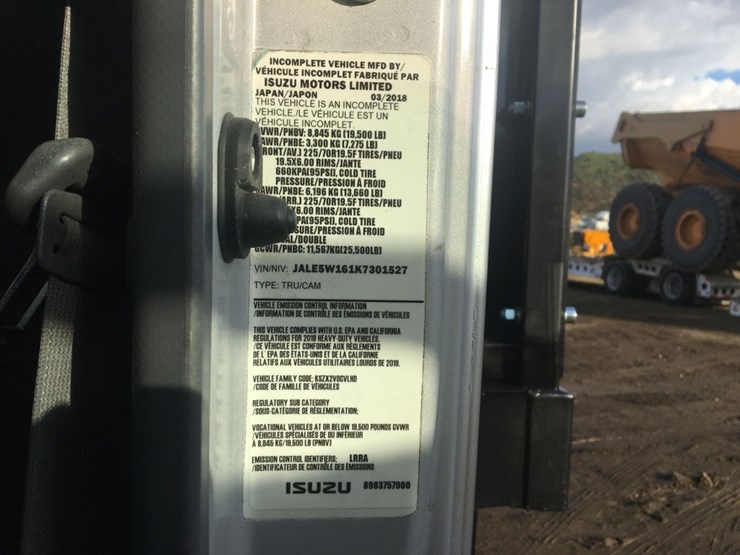 INCOMPLETE VEHICLE MFD BY/
VÉHICULE INCOMPLET FABRIQUÉ PAR
ISUZU MOTORS LIMITED
JAPAN/JAPON 03/2018
THIS VEHICLE IS AN INCOMPLETE
VEHICLE./LE VÉHICULE EST UN
VÉHICULE INCOMPLET.
GVWR/PNBV: 8,845 KG (19,500 LB)
GAWR/PNBE: 3,300 KG (7,275 LB)
FRONT/AVJ 225/70R19.5F TIRES/PNEU
19.5X6.00 RIMS/JANTE
660KPA(95PSI), COLD TIRE
PRESSURE/PRESSION À FROID
GAWR/PNBE: 6,196 KG (13,660 LB)
225/70R19.5F TIRES/PNEU
X6.00 RIMS/JANTE
PA(95PSI), COLD TIRE
SURE/PRESSION À FROID
AL/DOUBLE
GCWR/PNBC: 11,567KG(25,500LB)
VIN/NIV: JALE5W161K7301527
TYPE: TRU/CAM
VEHICLE EMISSION CONTROL INFORMATION
/INFORMATION DE CONTRÔLE DES ÉMISSIONS DE VÉHICULES
THIS VEHICLE COMPLIES WITH U.S. EPA AND CALIFORNIA
REGULATIONS FOR 2019 HEAVY-DUTY VEHICLES.
/CE VÉHICULE EST CONFORME AUX RÈGLEMENTS
DE L' EPA DES ÉTATS-UNIS ET DE LA CALIFORNIE
RELATIFS AUX VÉHICULES UTILITAIRES LOURDS DE 2019.
VEHICLE FAMILY CODE: KSZX2VOCVLHD
/CODE DE FAMILLE DE VÉHICULES
REGULATORY SUB CATEGORY
/SOUS-CATÉGORIE DE RÉGLEMENTATION;
VOCATIONAL VEHICLES AT OR BELOW 19,500 POUNDS GVWR
/VÉHICULES SPÉCIALISÉS DE OU INFÉRIEUR
À 8,845 KG/19,500 LB (PNBV)
EMISSION CONTROL IDENTIFIERS: LRRA
/IDENTIFICATEUR DE CONTRÔLE DES ÉMISSIONS
ISUZU 8983757900